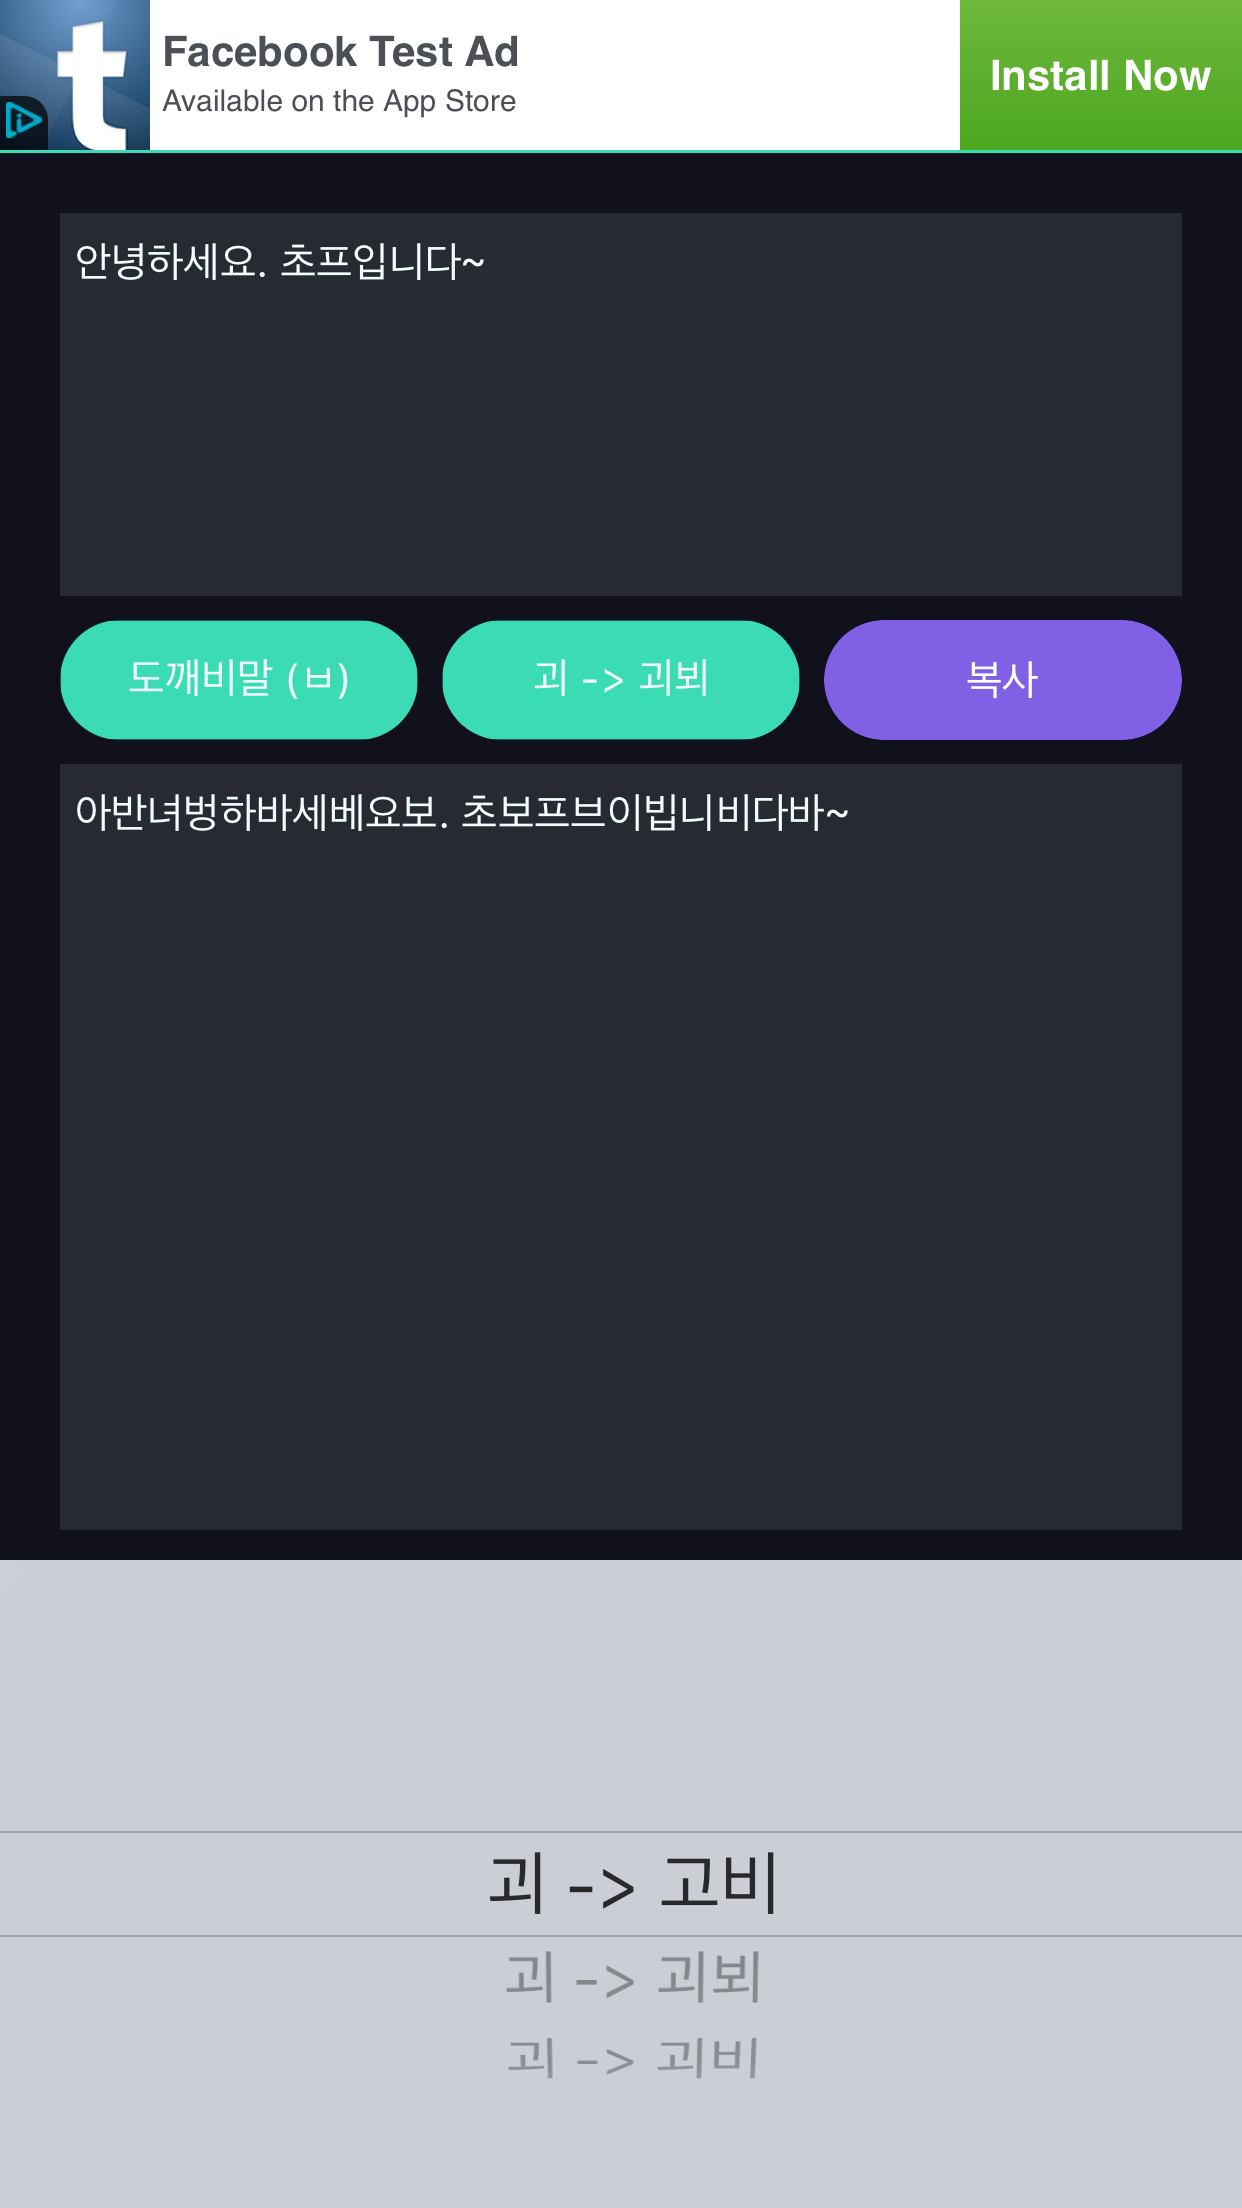 Facebook Test Ad
Available on the App Store
Install Now
안녕하세요. 초프입니다~
도깨비말 (ㅂ)
괴 -> 괴뵈
복사
아반녀벙하바세베요보. 초보프브이빕니비다바~
괴 -> 고비
괴 -> 괴뵈
괴 -> 괴비